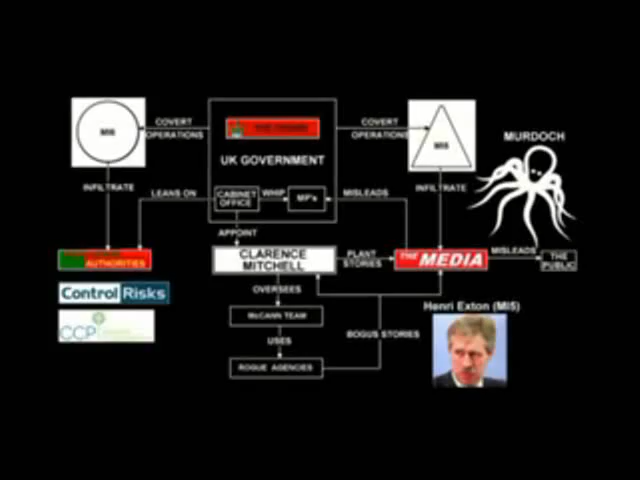 COVERT
OPERATIONS
MI6
UK GOVERNMENT
COVERT
OPERATIONS
MI5
MURDOCH
INFILTRATE
LEANS ON
CABINET
OFFICE
WHIP
MP's
MISLEADS
INFILTRATE
APPOINT
AUTHORITIES
CLARENCE
MITCHELL
PLANT
STORIES
THE MEDIA
MISLEADS
THE
PUBLIC
Control Risks
OVERSEES
McCANN TEAM
Henri Exton (MI5)
CCP
USES
BOGUS STORIES
ROGUE AGENCIES